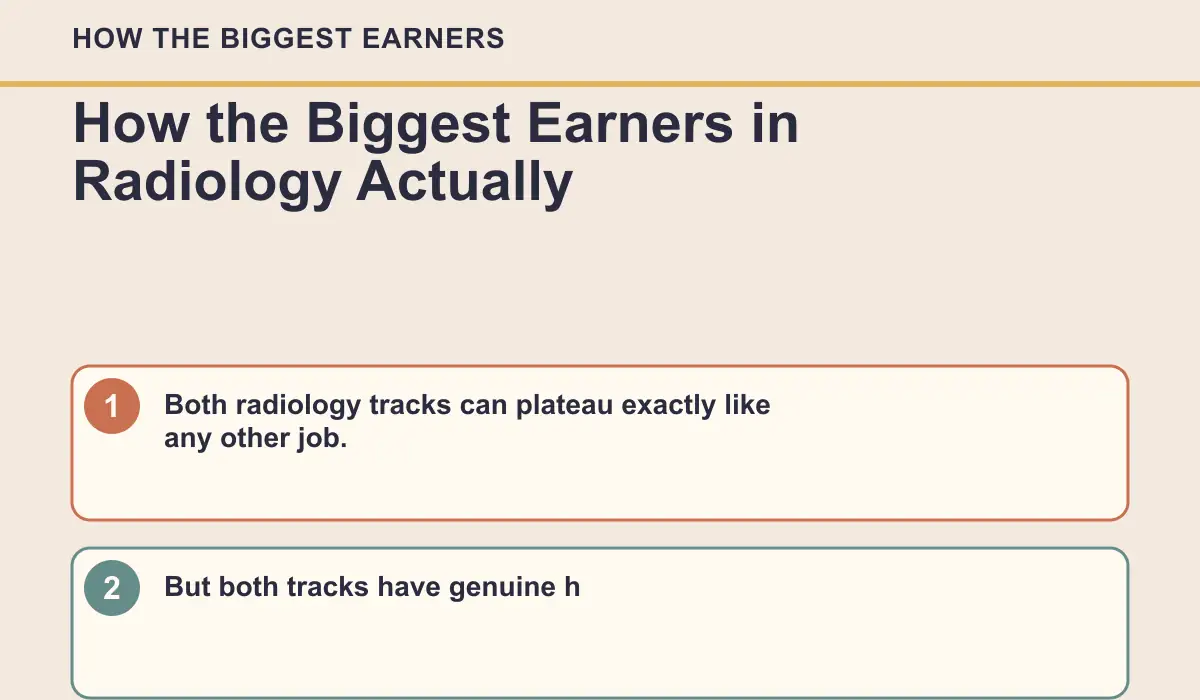 HOW THE BIGGEST EARNERS
How the Biggest Earners in
Radiology Actually
1
Both radiology tracks can plateau exactly like
any other job.
2
But both tracks have genuine h